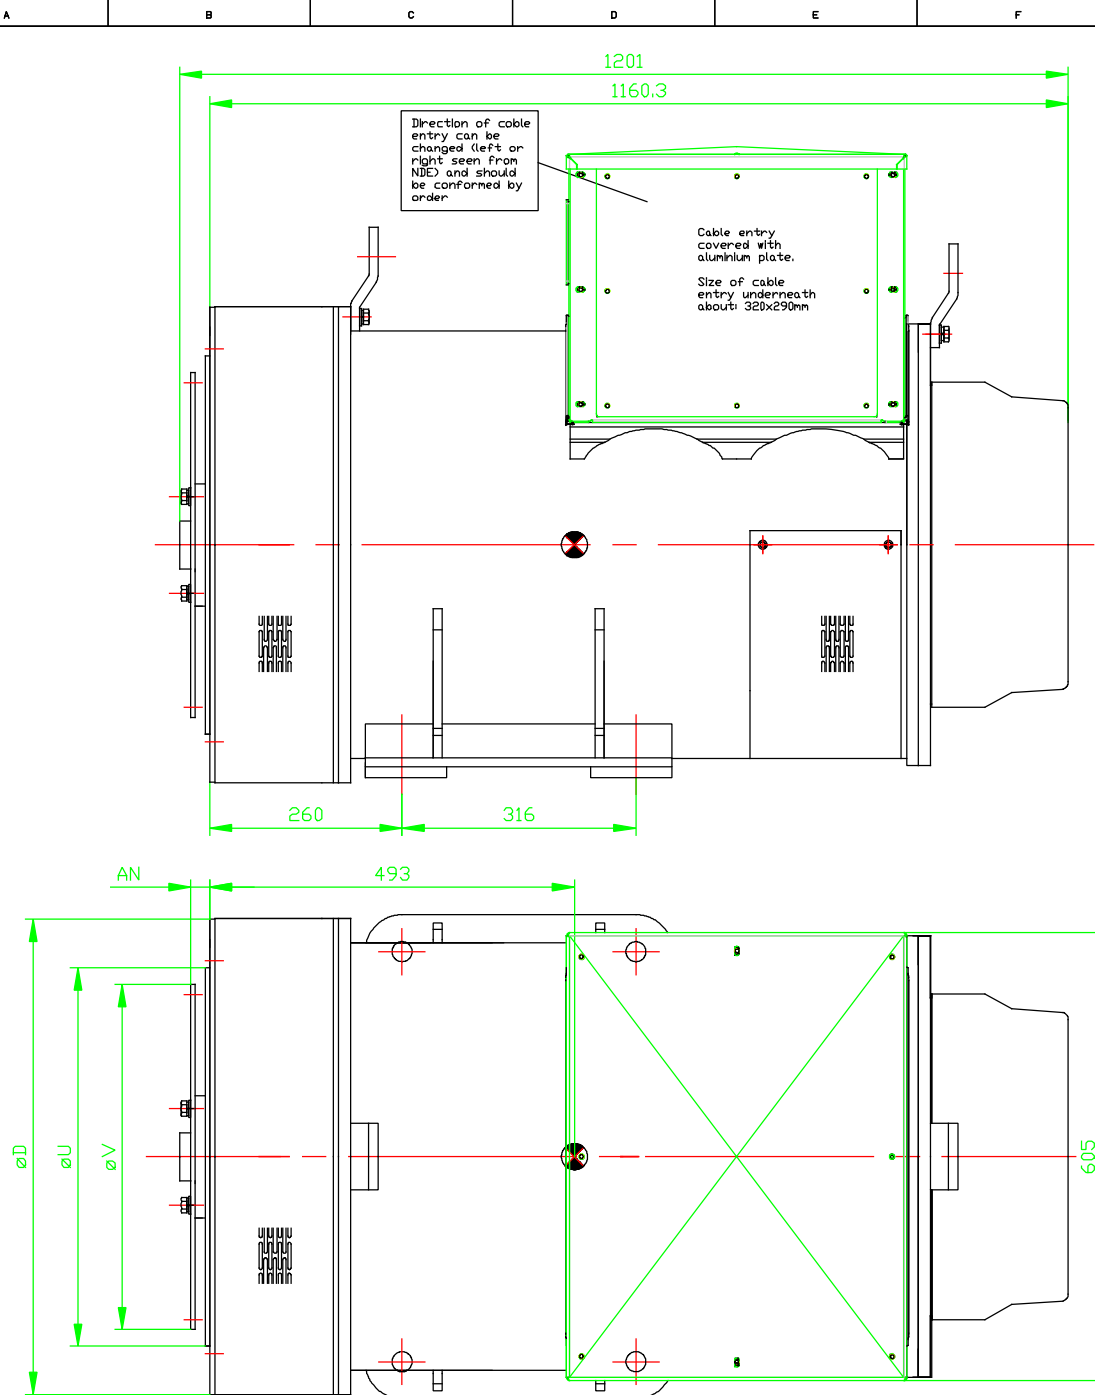 A B C D E F
1201
1160.3
Direction of coble
entry can be
changed (left or
right seen from
NDE) and should
be conformed by
order
Cable entry
covered with
aluminium plate.
Size of cable
entry underneath
about: 320x290mm
260 316
AN 493
øD øU øV 605